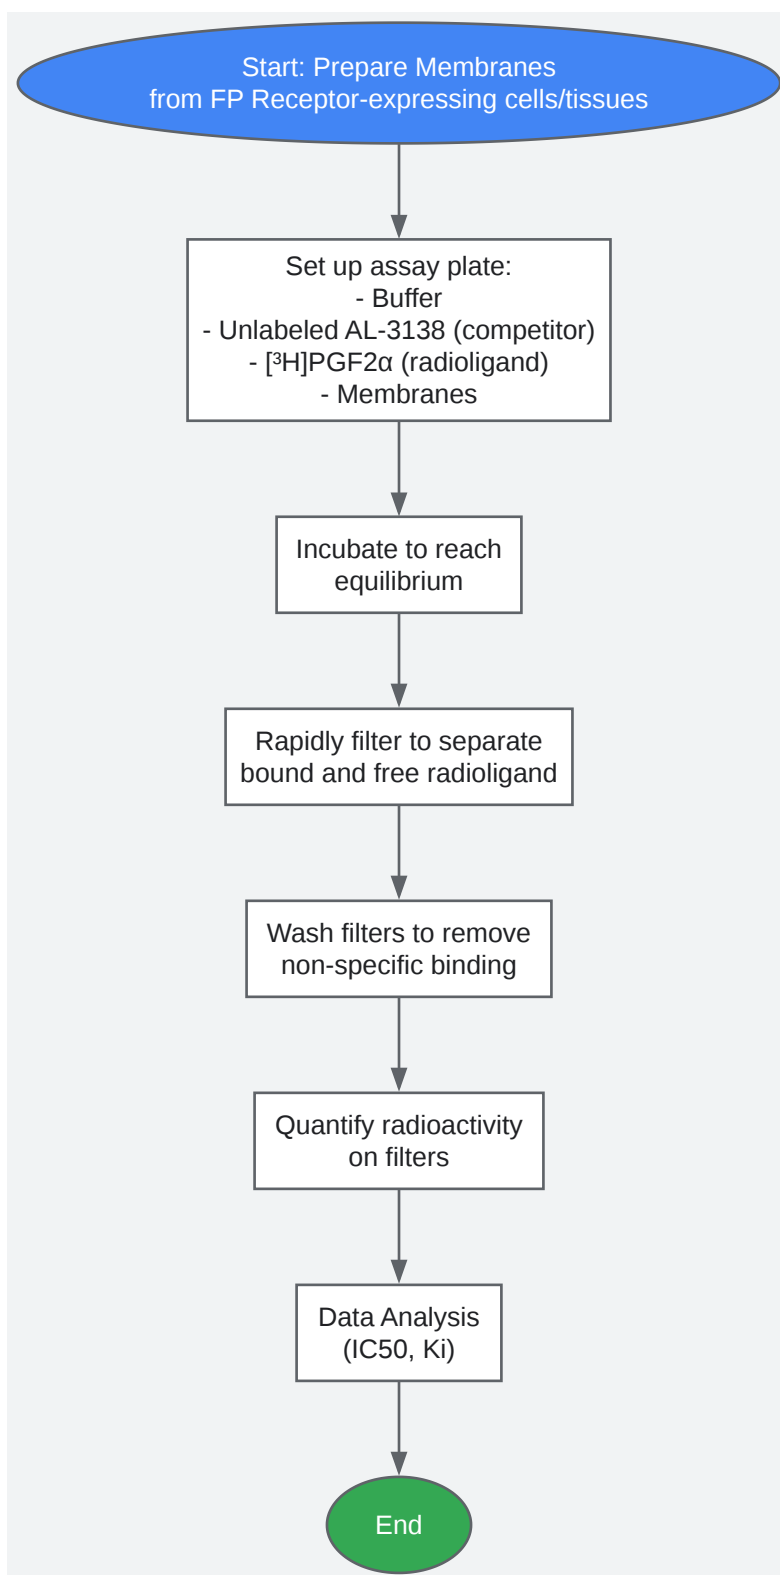 Start: Prepare Membranes
from FP Receptor-expressing cells/tissues
Set up assay plate:
- Buffer
- Unlabeled AL-3138 (competitor)
- [³H]PGF2α (radioligand)
- Membranes
Incubate to reach
equilibrium
Rapidly filter to separate
bound and free radioligand
Wash filters to remove
non-specific binding
Quantify radioactivity
on filters
Data Analysis
(IC50, Ki)
End